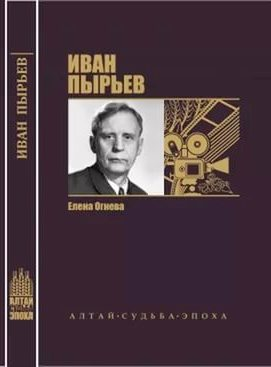 ИВАН ПЫРЬЕВ
АЛТАЙ
СУДЬБА
ЭПОХА
ИВАН
ПЫРЬЕВ
Елена Огнева
АЛТАЙ•СУДЬБА•ЭПОХА